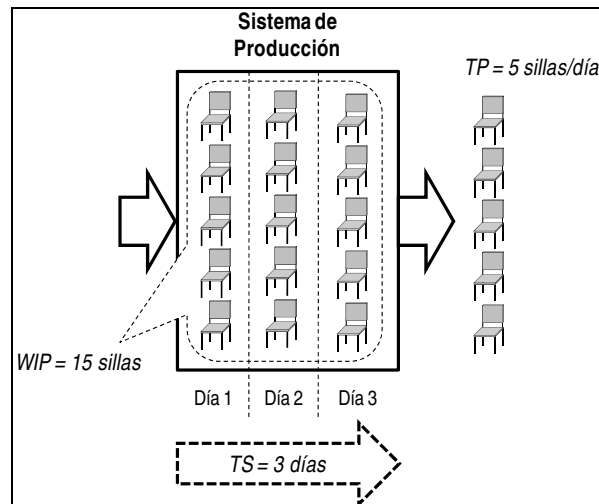 Sistema de
Producción
TP = 5 sillas/día
WIP = 15 sillas
Día 1
Día 2
Día 3
TS = 3 días